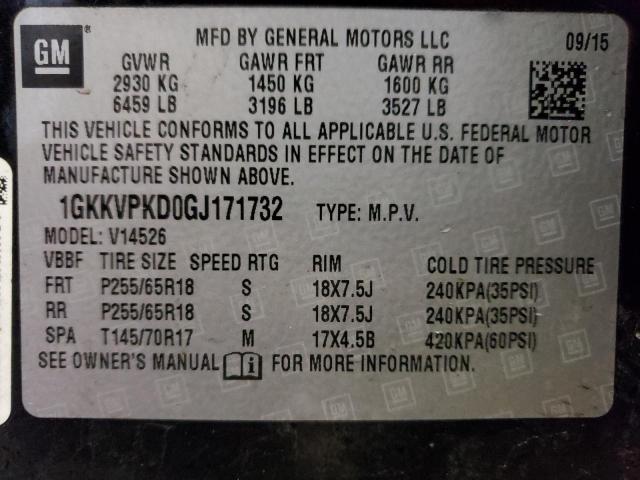 GM
MFD BY GENERAL MOTORS LLC 09/15
GVWR GAWR FRT GAWR RR
2930 KG 1450 KG 1600 KG
6459 LB 3196 LB 3527 LB
THIS VEHICLE CONFORMS TO ALL APPLICABLE U.S. FEDERAL MOTOR
VEHICLE SAFETY STANDARDS IN EFFECT ON THE DATE OF
MANUFACTURE SHOWN ABOVE.
1GKKVPKD0GJ171732 TYPE: M.P.V.
MODEL: V14526
VBBF TIRE SIZE SPEED RTG RIM COLD TIRE PRESSURE
FRT P255/65R18 S 18X7.5J 240KPA(35PSI)
RR P255/65R18 S 18X7.5J 240KPA(35PSI)
SPA T145/70R17 M 17X4.5B 420KPA(60PSI)
SEE OWNER'S MANUAL FOR MORE INFORMATION.